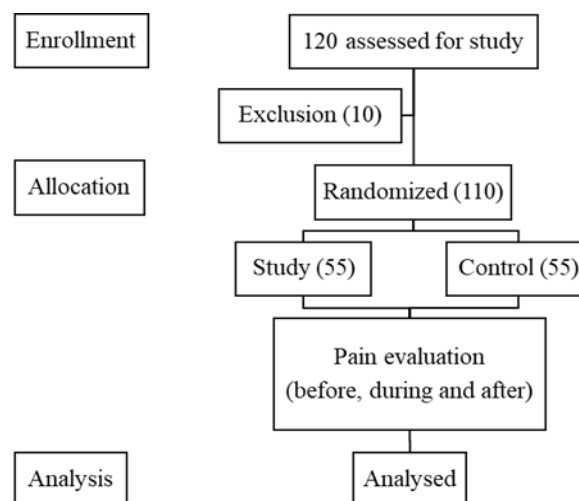 Enrollment
120 assessed for study
Exclusion (10)
Allocation
Randomized (110)
Study (55)
Control (55)
Pain evaluation
(before, during and after)
Analysis
Analysed